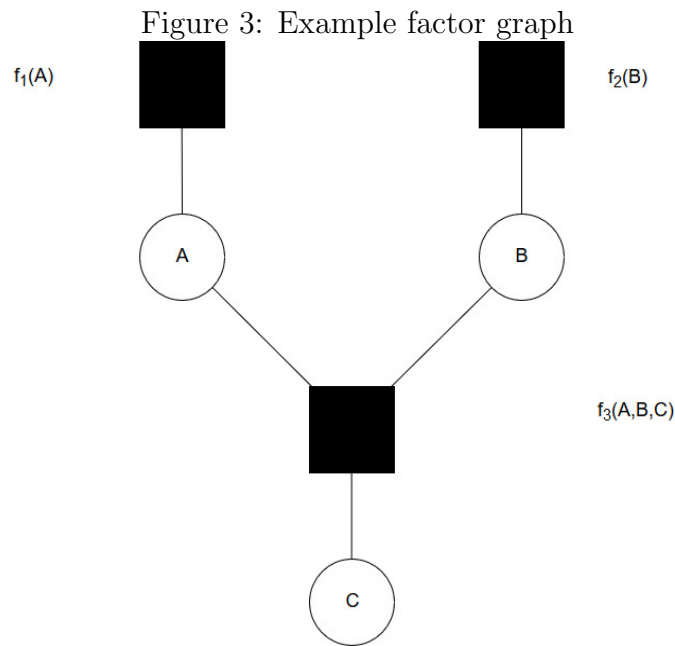 Figure 3: Example factor graph
f₁(A)
f₂(B)
A
B
f₃(A,B,C)
C